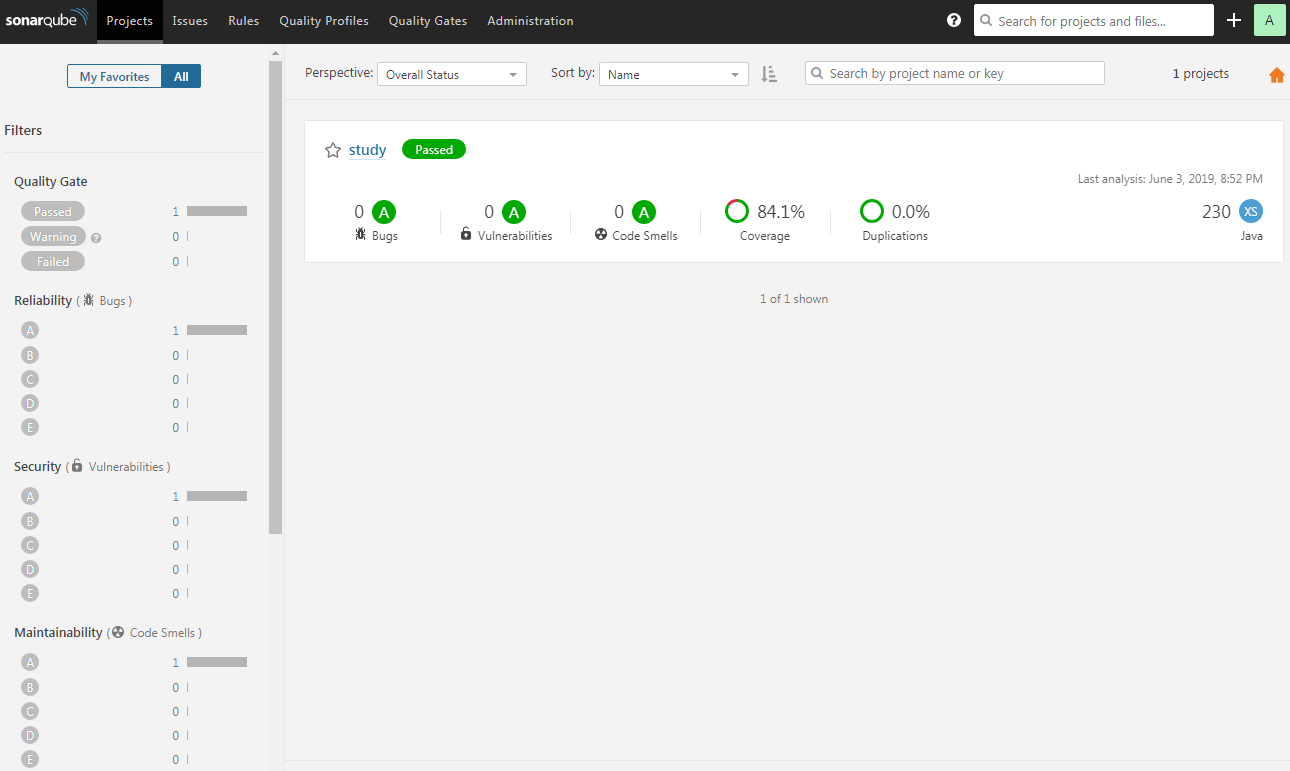 sonarqube Projects Issues Rules Quality Profiles Quality Gates Administration ? Search for projects and files... A
My Favorites All
Filters
Quality Gate
Passed 1
Warning ? 0
Failed 0
Reliability ( Bugs )
A 1
B 0
C 0
D 0
E 0
Security ( Vulnerabilities )
A 1
B 0
C 0
D 0
E 0
Maintainability ( Code Smells )
A 1
B 0
C 0
D 0
E 0
Perspective: Overall Status Sort by: Name Search by project name or key 1 projects
study Passed
Last analysis: June 3, 2019, 8:52 PM
0 A 0 A 0 A 84.1% 0.0% 230 XS
Bugs Vulnerabilities Code Smells Coverage Duplications Java
1 of 1 shown